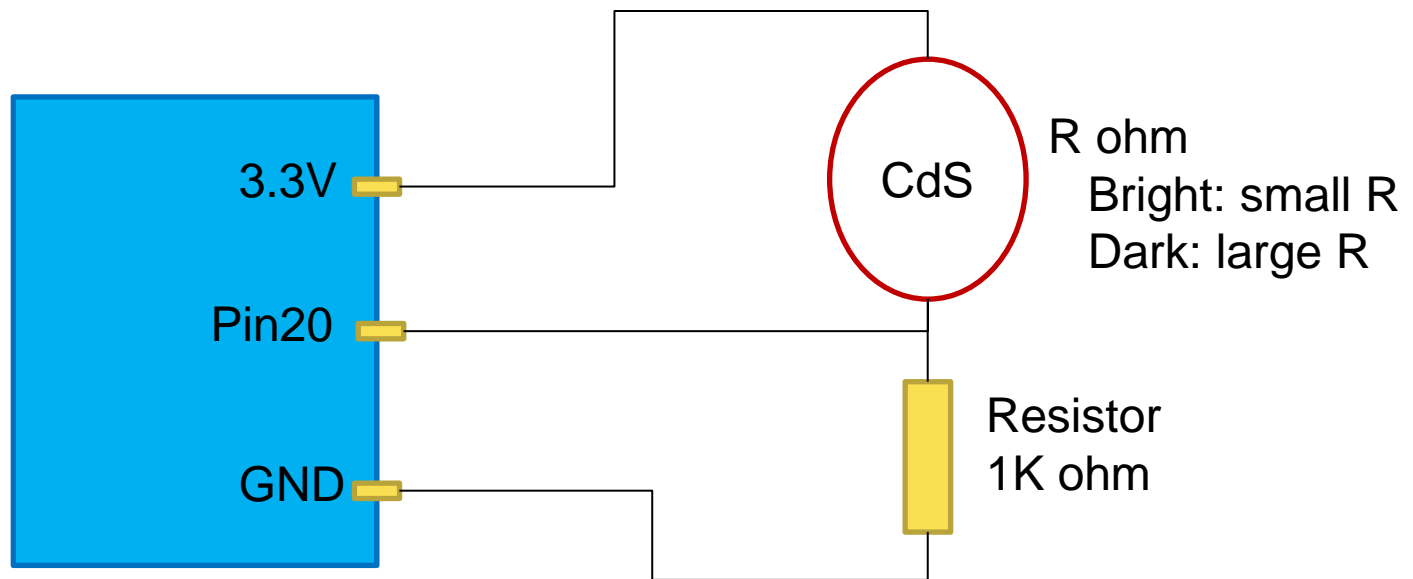 3.3V
Pin20
GND
CdS
R ohm
Bright: small R
Dark: large R
Resistor
1K ohm